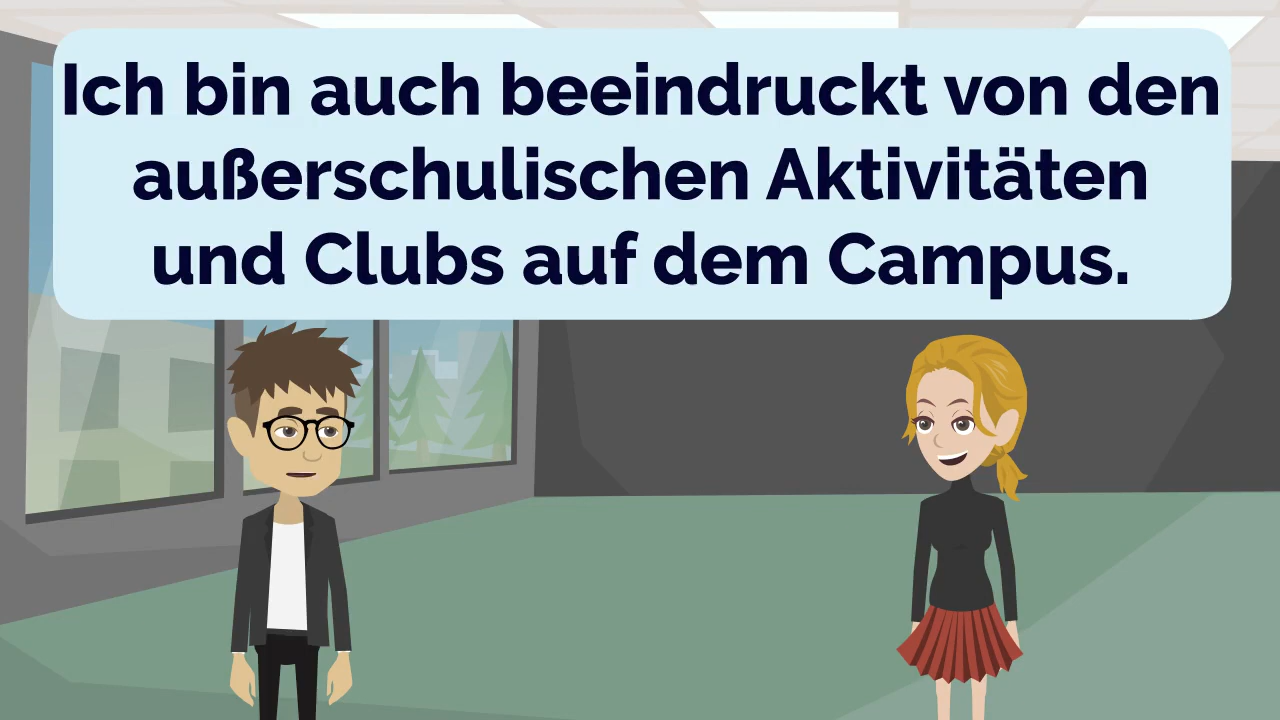 Ich bin auch beeindruckt von den
außerschulischen Aktivitäten
und Clubs auf dem Campus.